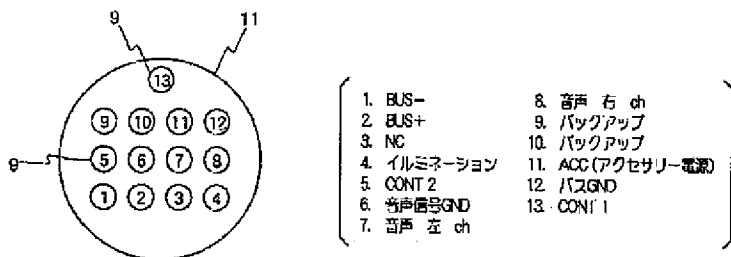 9
11
13
9 10 11 12
9
5 6 7 8
1 2 3 4
1. BUS-
2. BUS+
3. NC
4. イルミネーション
5. CONT 2
6. 音声信号GND
7. 音声 左 ch
8. 音声 右 ch
9. バックアップ
10. バックアップ
11. ACC(アクセサリー電源)
12. バスGND
13. CONT 1